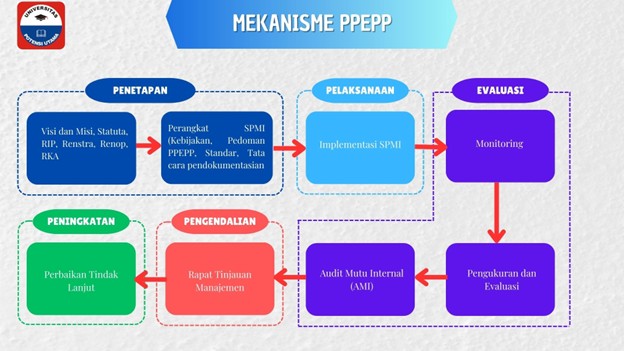 UNIVERSITAS
POTENSI UTAMA
MEKANISME PPEPP
PENETAPAN
Visi dan Misi, Statuta,
RIP, Renstra, Renop,
RKA
Perangkat SPMI
(Kebijakan, Pedoman
PPEPP, Standar, Tata
cara pendokumentasian
PELAKSANAAN
Implementasi SPMI
EVALUASI
Monitoring
Pengukuran dan
Evaluasi
Audit Mutu Internal
(AMI)
PENGENDALIAN
Rapat Tinjauan
Manajemen
PENINGKATAN
Perbaikan Tindak
Lanjut